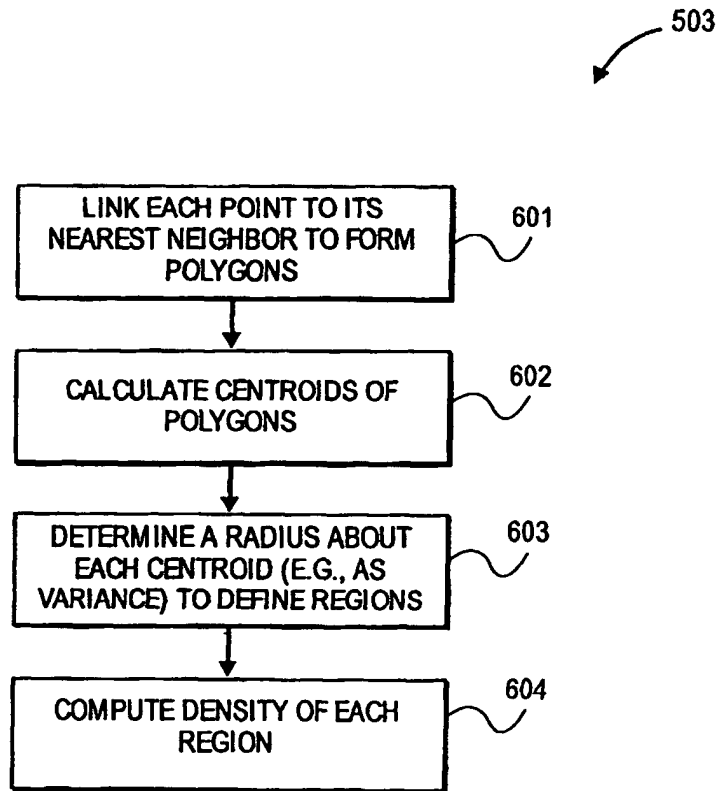 503
LINK EACH POINT TO ITS
NEAREST NEIGHBOR TO FORM
POLYGONS
601
CALCULATE CENTROIDS OF
POLYGONS
602
DETERMINE A RADIUS ABOUT
EACH CENTROID (E.G., AS
VARIANCE) TO DEFINE REGIONS
603
COMPUTE DENSITY OF EACH
REGION
604